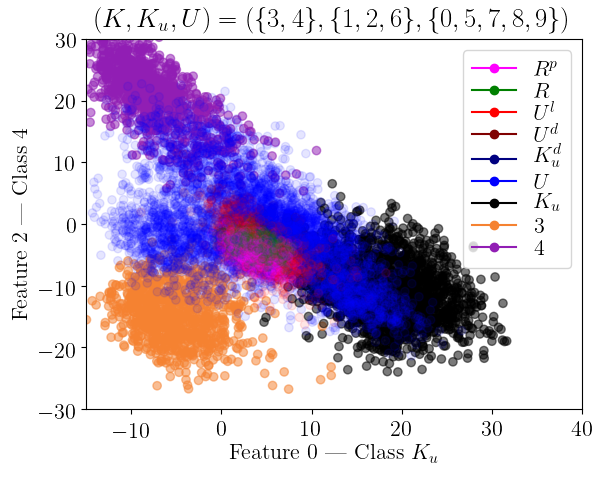 (K, K_u, U) = ({3, 4}, {1, 2, 6}, {0, 5, 7, 8, 9})
30
20
10
0
−10
−20
−30
Feature 2 — Class 4
R^p
R
U^l
U^d
K_u^d
U
K_u
3
4
−10
0
10
20
30
40
Feature 0 — Class K_u